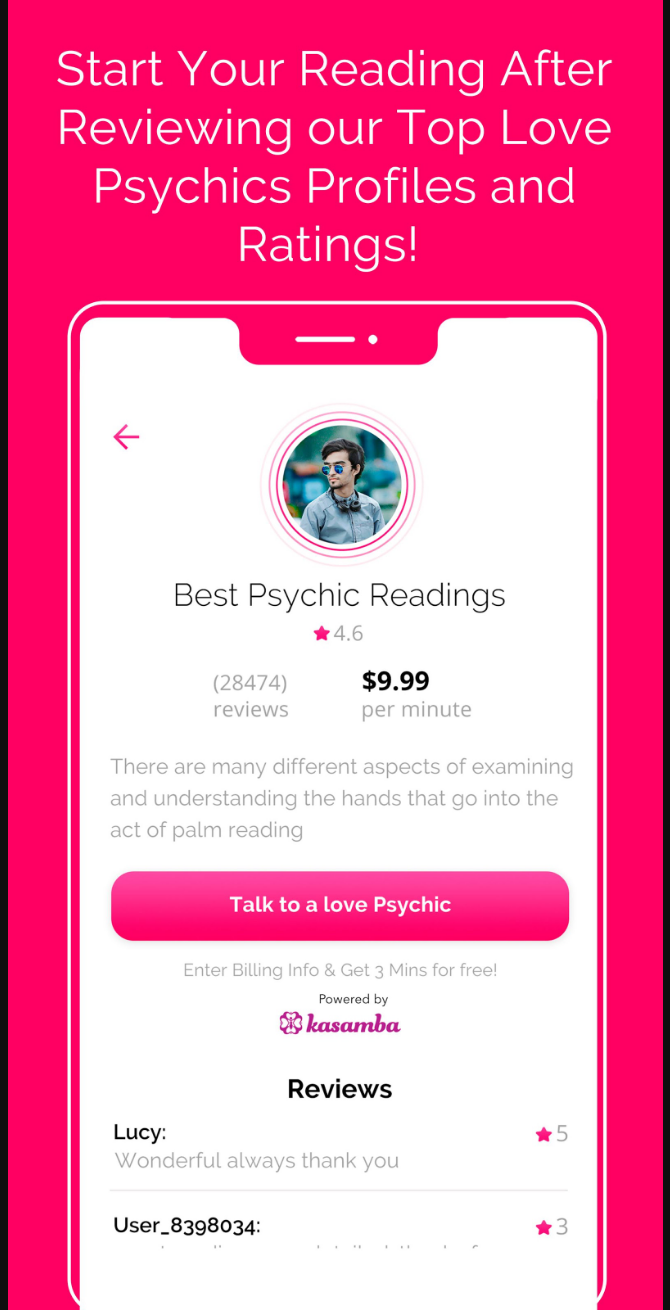 Start Your Reading After
Reviewing our Top Love
Psychics Profiles and
Ratings!
Best Psychic Readings
4.6
(28474) $9.99
reviews per minute
There are many different aspects of examining
and understanding the hands that go into the
act of palm reading
Talk to a love Psychic
Enter Billing Info & Get 3 Mins for free!
Powered by
kasamba
Reviews
Lucy: 5
Wonderful always thank you
User_8398034: 3